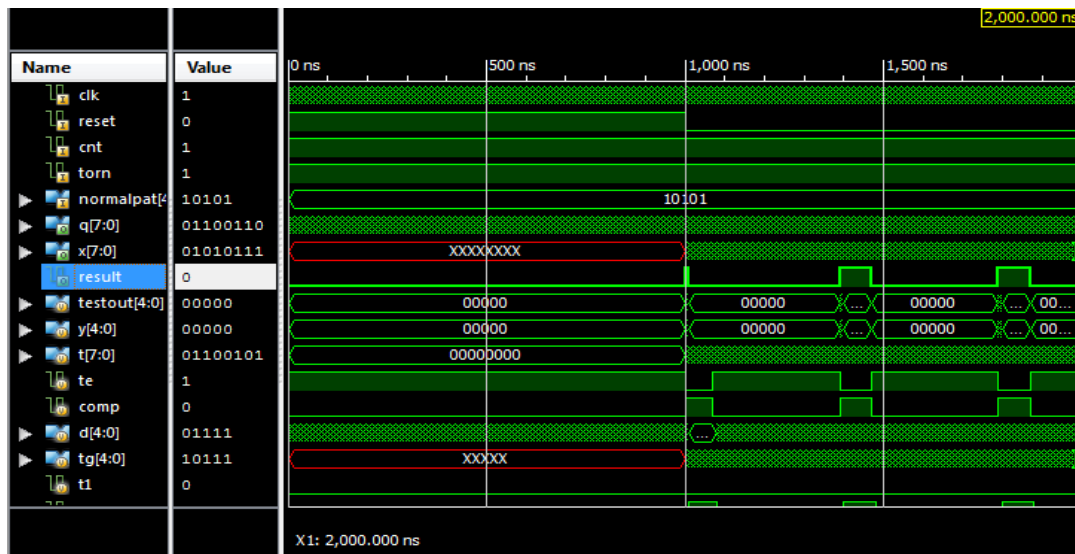 2,000.000 ns
Name Value 0 ns 500 ns 1,000 ns 1,500 ns
clk 1
reset 0
cnt 1
torn 1
normalpat[4 10101 10101
q[7:0] 01100110
x[7:0] 01010111 XXXXXXXX
result 0
testout[4:0] 00000 00000 00000 ... 00000 ... 00...
y[4:0] 00000 00000 00000 ... 00000 ... 00...
t[7:0] 01100101 00000000
te 1
comp 0
d[4:0] 01111 ...
tg[4:0] 10111 XXXXX
t1 0
X1: 2,000.000 ns